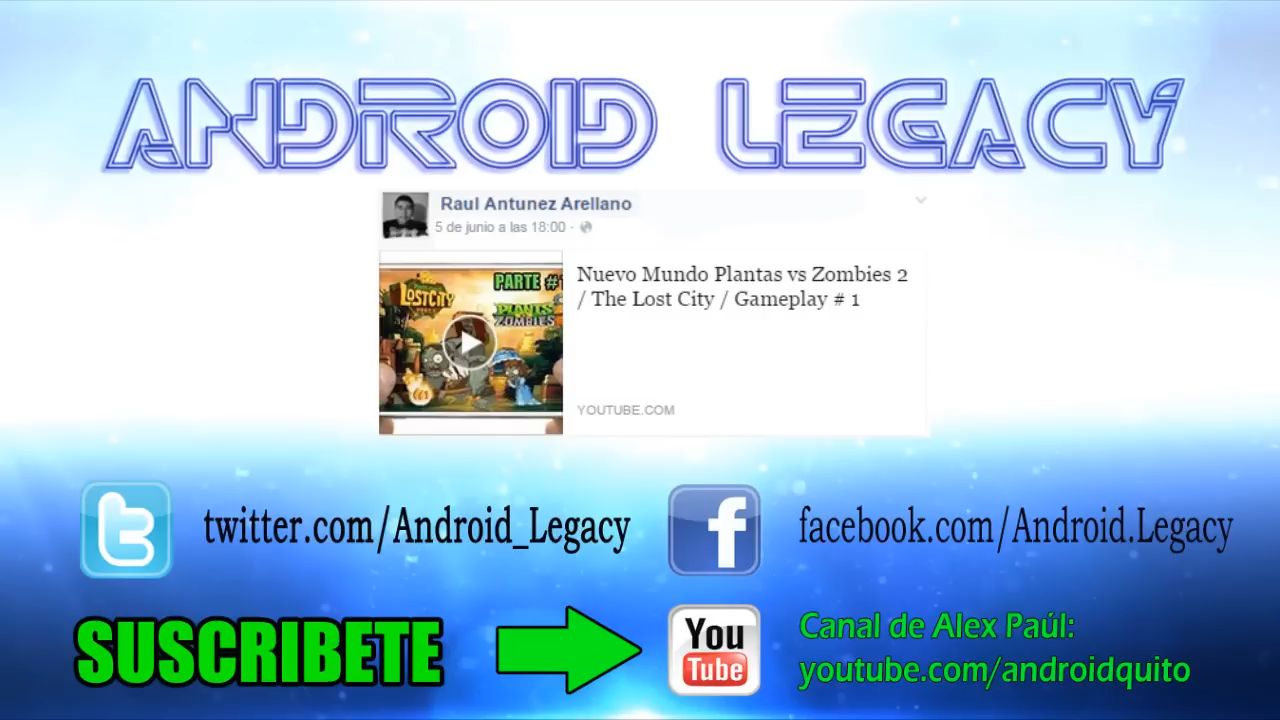 ANDROID LEGACY
Raul Antunez Arellano
5 de junio a las 18:00 ·
PARTE #1
LOST CITY
PLANTS
ZOMBIES
Nuevo Mundo Plantas vs Zombies 2
/ The Lost City / Gameplay # 1
YOUTUBE.COM
twitter.com/Android_Legacy
facebook.com/Android.Legacy
SUSCRIBETE
You
Tube
Canal de Alex Paúl:
youtube.com/androidquito